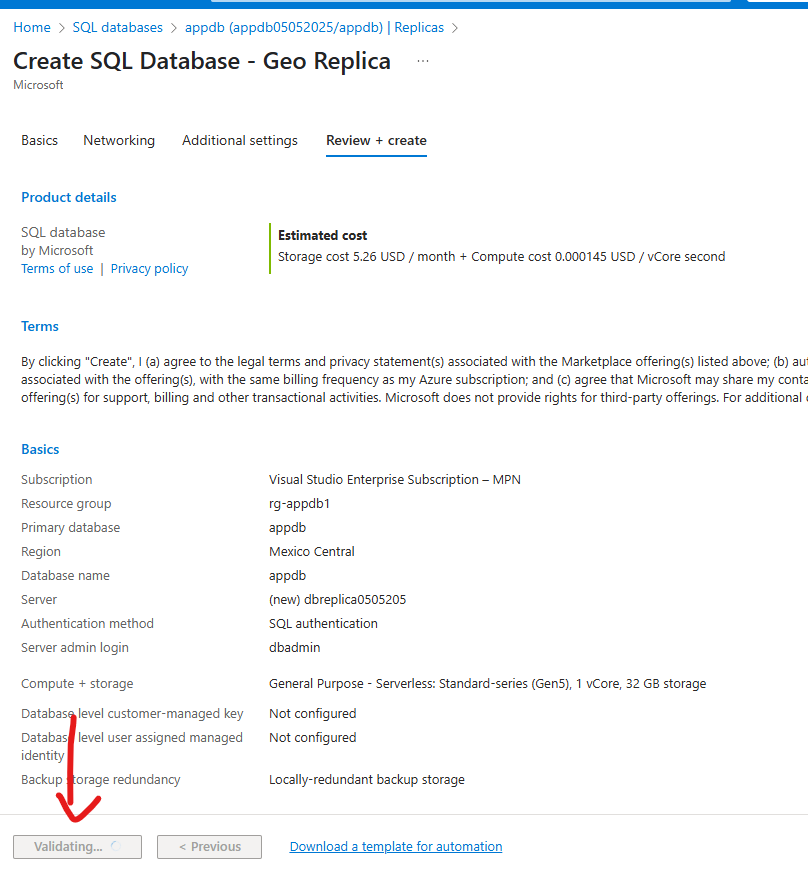 Home > SQL databases > appdb (appdb05052025/appdb) | Replicas >
Create SQL Database - Geo Replica ...
Microsoft
Basics Networking Additional settings Review + create
Product details
SQL database
by Microsoft
Terms of use | Privacy policy
Estimated cost
Storage cost 5.26 USD / month + Compute cost 0.000145 USD / vCore second
Terms
By clicking "Create", I (a) agree to the legal terms and privacy statement(s) associated with the Marketplace offering(s) listed above; (b) au
associated with the offering(s), with the same billing frequency as my Azure subscription; and (c) agree that Microsoft may share my conta
offering(s) for support, billing and other transactional activities. Microsoft does not provide rights for third-party offerings. For additional
Basics
Subscription Visual Studio Enterprise Subscription – MPN
Resource group rg-appdb1
Primary database appdb
Region Mexico Central
Database name appdb
Server (new) dbreplica0505205
Authentication method SQL authentication
Server admin login dbadmin
Compute + storage General Purpose - Serverless: Standard-series (Gen5), 1 vCore, 32 GB storage
Database level customer-managed key Not configured
Database level user assigned managed Not configured
identity
Backup storage redundancy Locally-redundant backup storage
Validating... < Previous Download a template for automation